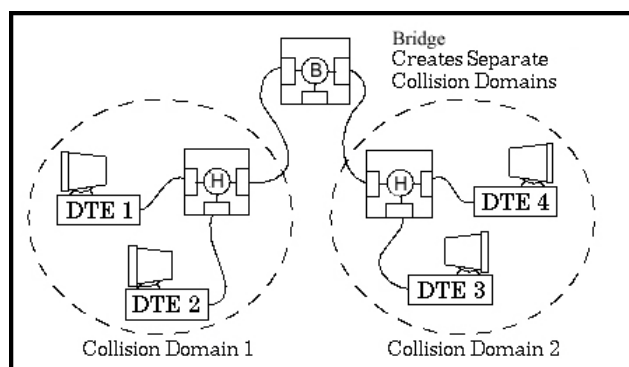 Bridge
Creates Separate
Collision Domains
B
H
H
DTE 1
DTE 4
DTE 2
DTE 3
Collision Domain 1
Collision Domain 2